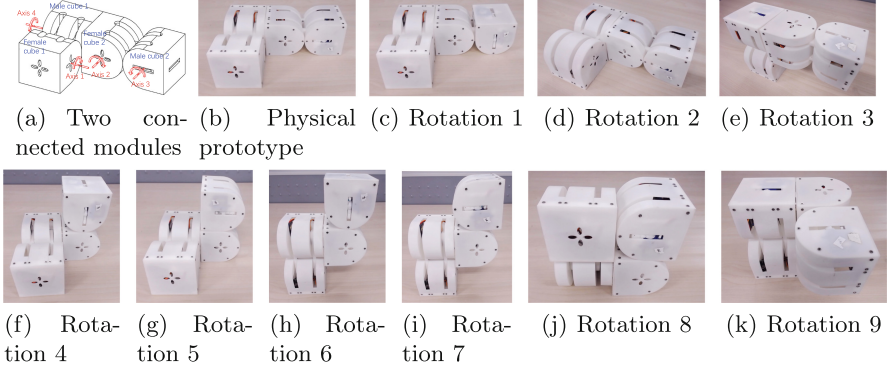 Axis 4
Male cube 1
Female
cube 1
Female
cube 2
Male cube 2
Axis 1
Axis 2
Axis 3
(a) Two con-
nected modules
(b) Physical
prototype
(c) Rotation 1
(d) Rotation 2
(e) Rotation 3
(f) Rota-
tion 4
(g) Rota-
tion 5
(h) Rota-
tion 6
(i) Rota-
tion 7
(j) Rotation 8
(k) Rotation 9